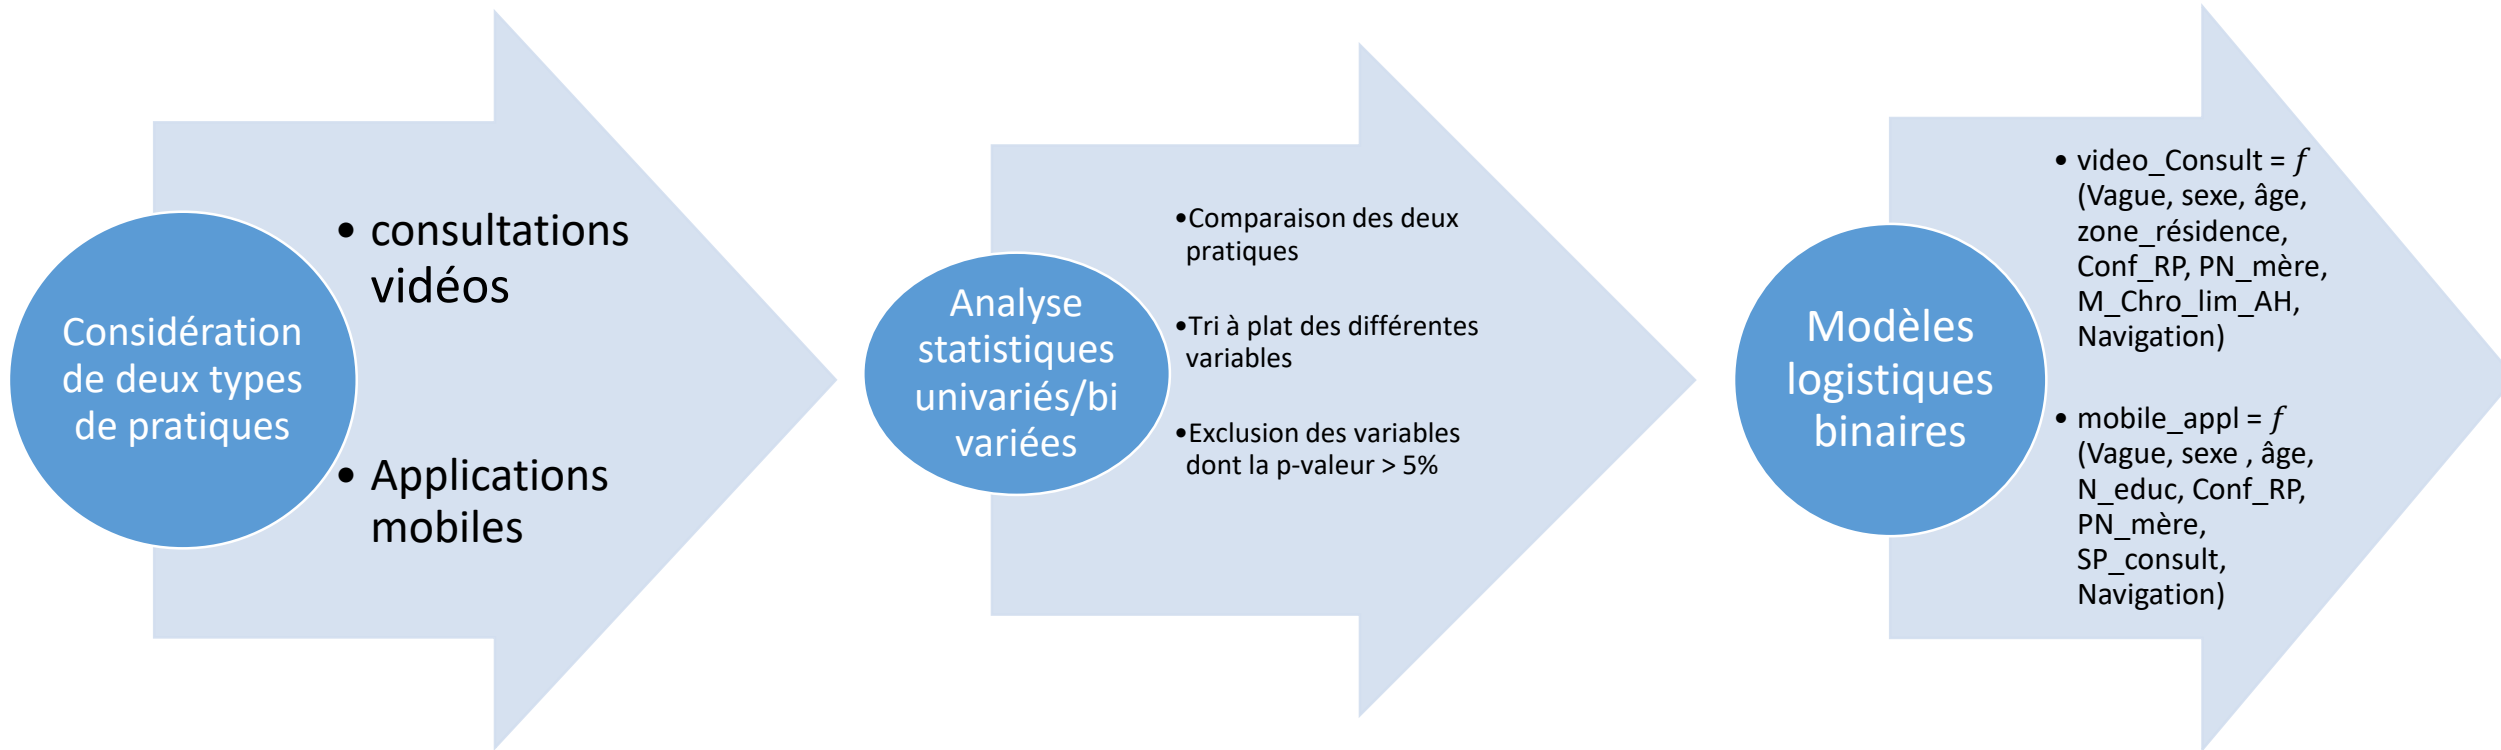 Considération
de deux types
de pratiques
• consultations
vidéos
• Applications
mobiles
Analyse
statistiques
univariés/bi
variées
•Comparaison des deux
pratiques
•Tri à plat des différentes
variables
•Exclusion des variables
dont la p-valeur > 5%
Modèles
logistiques
binaires
• video_Consult = f
(Vague, sexe, âge,
zone_résidence,
Conf_RP, PN_mère,
M_Chro_lim_AH,
Navigation)
• mobile_appl = f
(Vague, sexe , âge,
N_educ, Conf_RP,
PN_mère,
SP_consult,
Navigation)